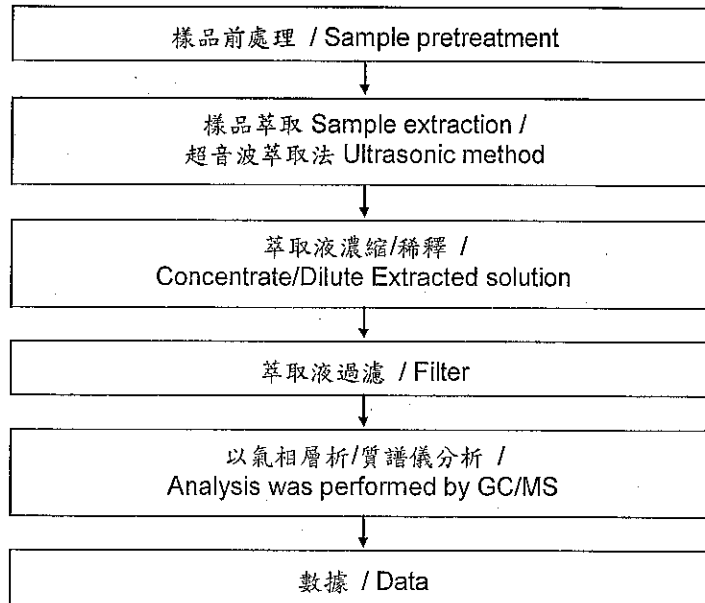 樣品前處理 / Sample pretreatment
樣品萃取 Sample extraction /
超音波萃取法 Ultrasonic method
萃取液濃縮/稀釋 /
Concentrate/Dilute Extracted solution
萃取液過濾 / Filter
以氣相層析/質譜儀分析 /
Analysis was performed by GC/MS
數據 / Data